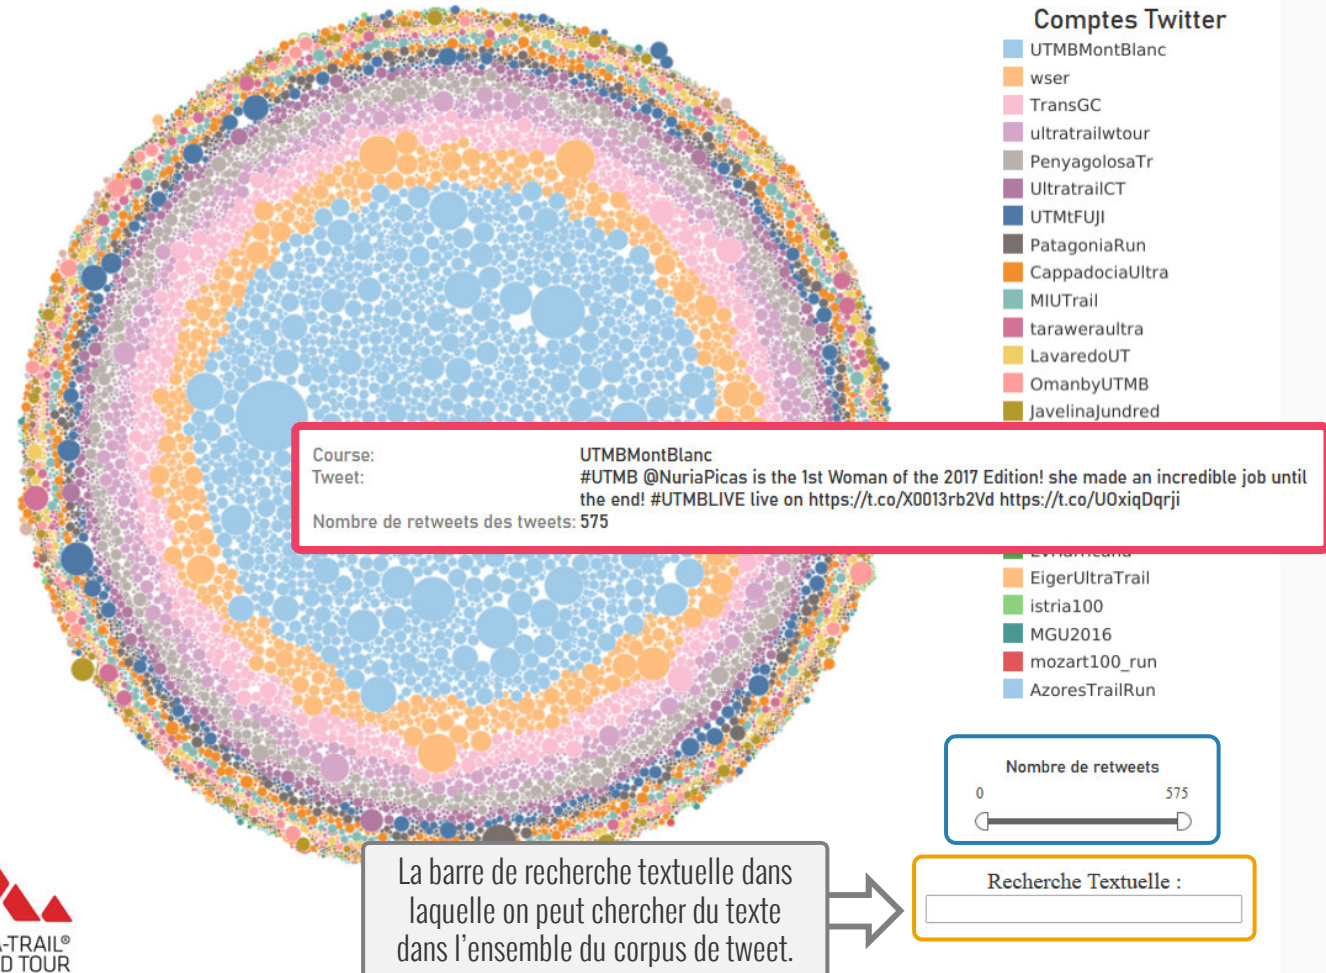 Comptes Twitter
UTMBMontBlanc
wser
TransGC
ultratrailwtour
PenyagolosaTr
UltratrailCT
UTMtFUJI
PatagoniaRun
CappadociaUltra
MIUTrail
taraweraultra
LavaredoUT
OmanbyUTMB
JavelinaJundred
Course: UTMBMontBlanc
Tweet: #UTMB @NuriaPicas is the 1st Woman of the 2017 Edition! she made an incredible job until
the end! #UTMBLIVE live on https://t.co/X0013rb2Vd https://t.co/UOxiqDqrji
Nombre de retweets des tweets: 575
EigerUltraTrail
istria100
MGU2016
mozart100_run
AzoresTrailRun
Nombre de retweets
0 575
Recherche Textuelle :
La barre de recherche textuelle dans
laquelle on peut chercher du texte
dans l'ensemble du corpus de tweet.
A-TRAIL®
D TOUR